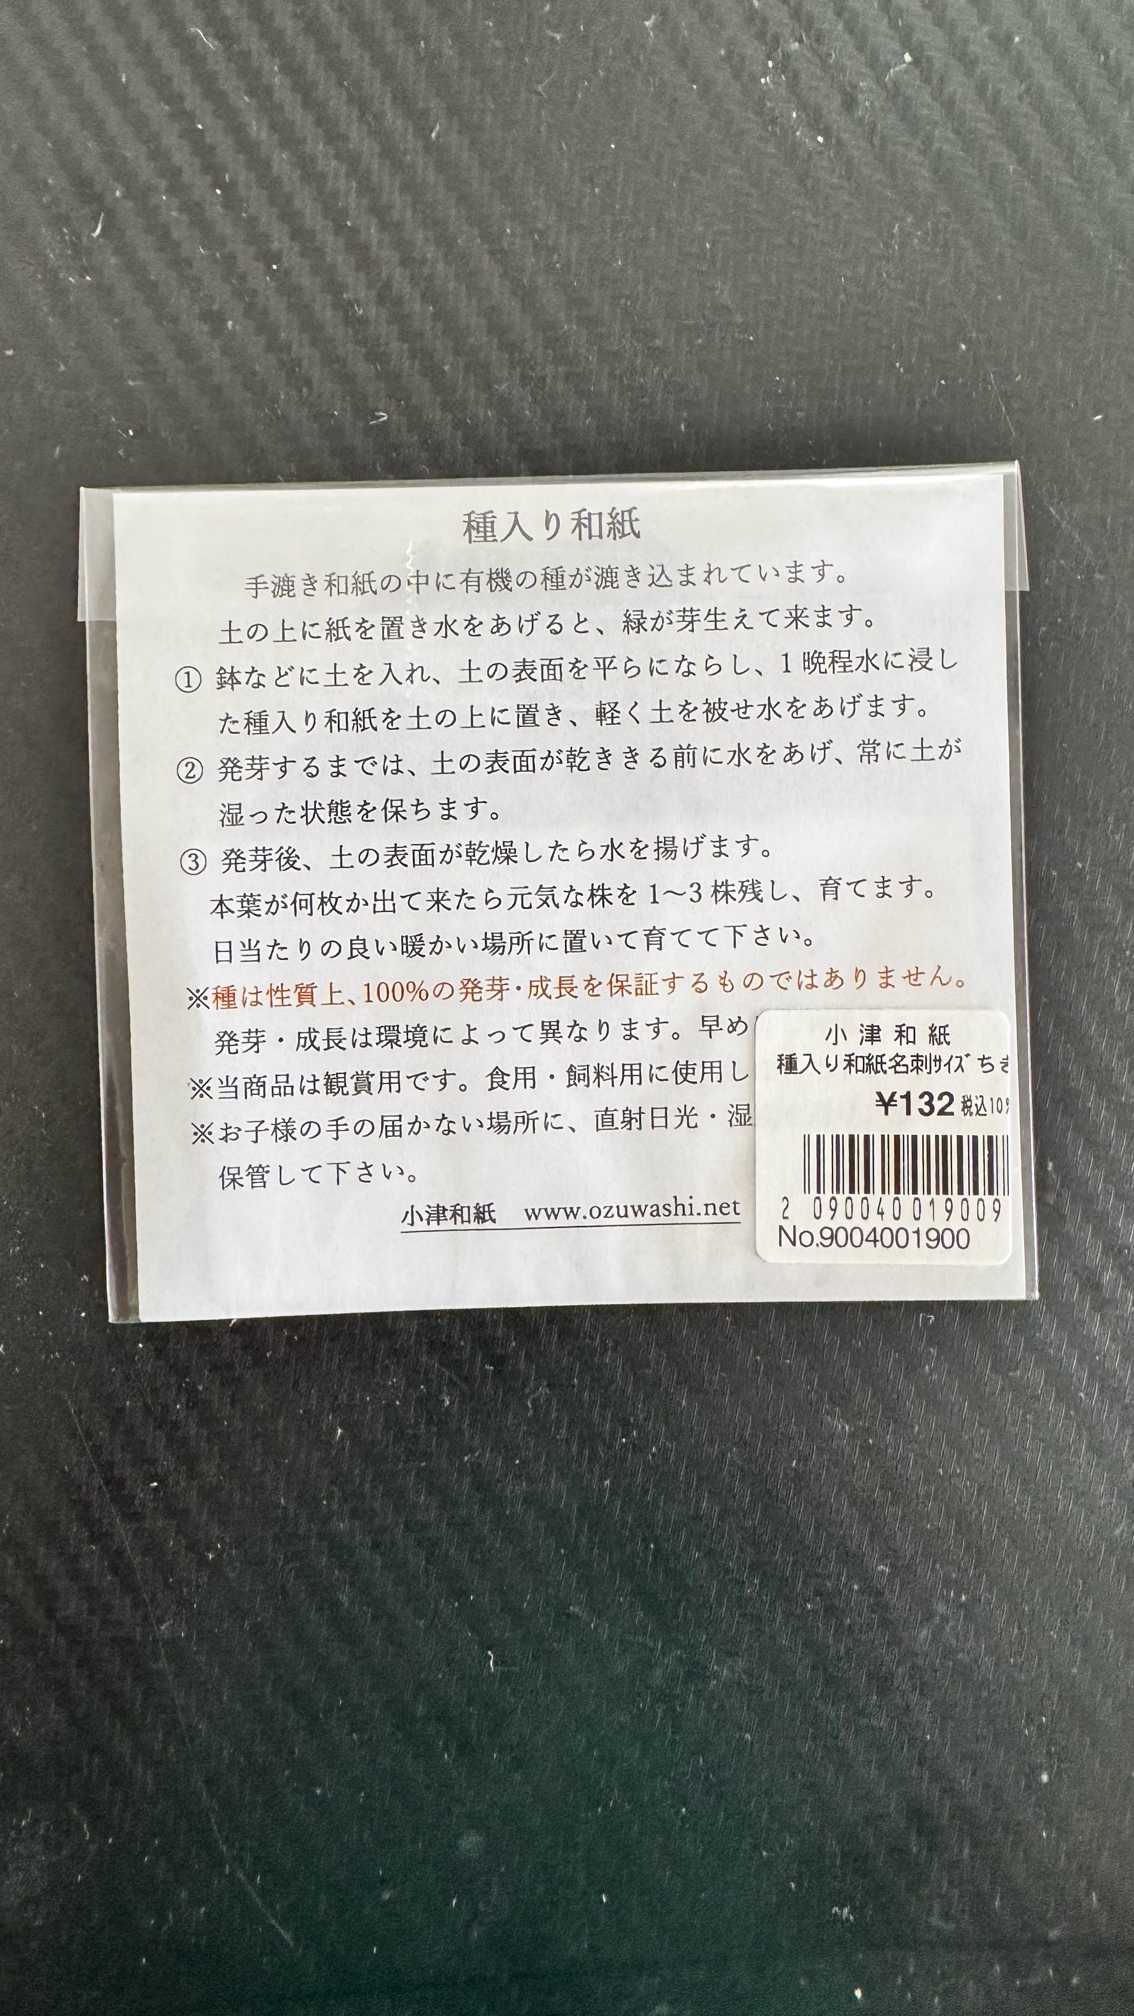 種入り和紙
手漉き和紙の中に有機の種が漉き込まれています。
土の上に紙を置き水をあげると、緑が芽生えて来ます。
① 鉢などに土を入れ、土の表面を平らにならし、1 晩程水に浸し
た種入り和紙を土の上に置き、軽く土を被せ水をあげます。
② 発芽するまでは、土の表面が乾ききる前に水をあげ、常に土が
湿った状態を保ちます。
③ 発芽後、土の表面が乾燥したら水を揚げます。
本葉が何枚か出て来たら元気な株を 1〜3 株残し、育てます。
日当たりの良い暖かい場所に置いて育てて下さい。
※種は性質上、100%の発芽・成長を保証するものではありません。
発芽・成長は環境によって異なります。早め
※当商品は観賞用です。食用・飼料用に使用し
※お子様の手の届かない場所に、直射日光・湿
保管して下さい。
小津和紙 www.ozuwashi.net
小津和紙
種入り和紙名刺ｻｲｽﾞちぎ
¥132 税込10%
2 090040 019009
No.9004001900